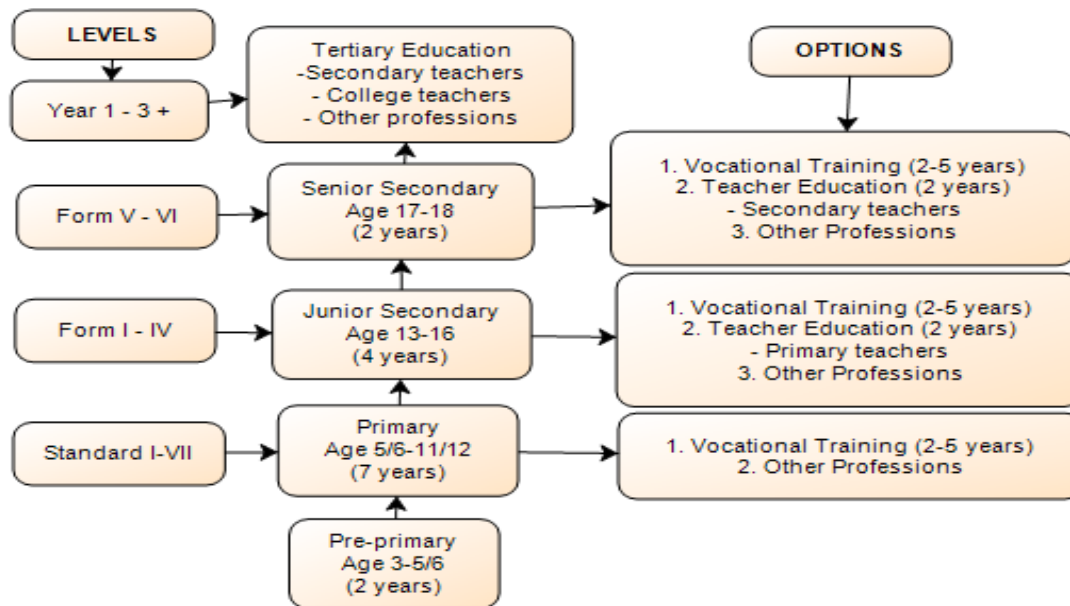 LEVELS
Year 1 - 3 +
Tertiary Education
-Secondary teachers
- College teachers
- Other professions
OPTIONS
Form V - VI
Senior Secondary
Age 17-18
(2 years)
1. Vocational Training (2-5 years)
2. Teacher Education (2 years)
- Secondary teachers
3. Other Professions
Form I - IV
Junior Secondary
Age 13-16
(4 years)
1. Vocational Training (2-5 years)
2. Teacher Education (2 years)
- Primary teachers
3. Other Professions
Standard I-VII
Primary
Age 5/6-11/12
(7 years)
1. Vocational Training (2-5 years)
2. Other Professions
Pre-primary
Age 3-5/6
(2 years)